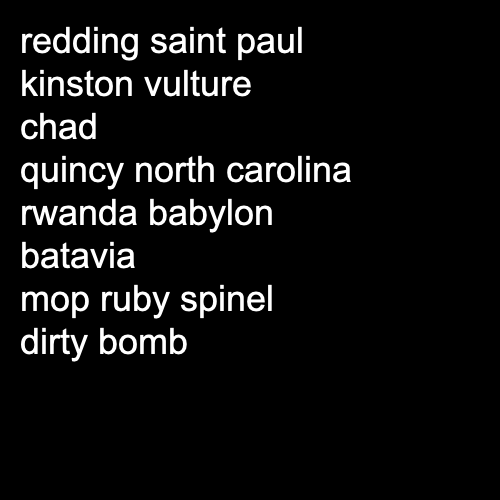 redding saint paul
kinston vulture
chad
quincy north carolina
rwanda babylon
batavia
mop ruby spinel
dirty bomb